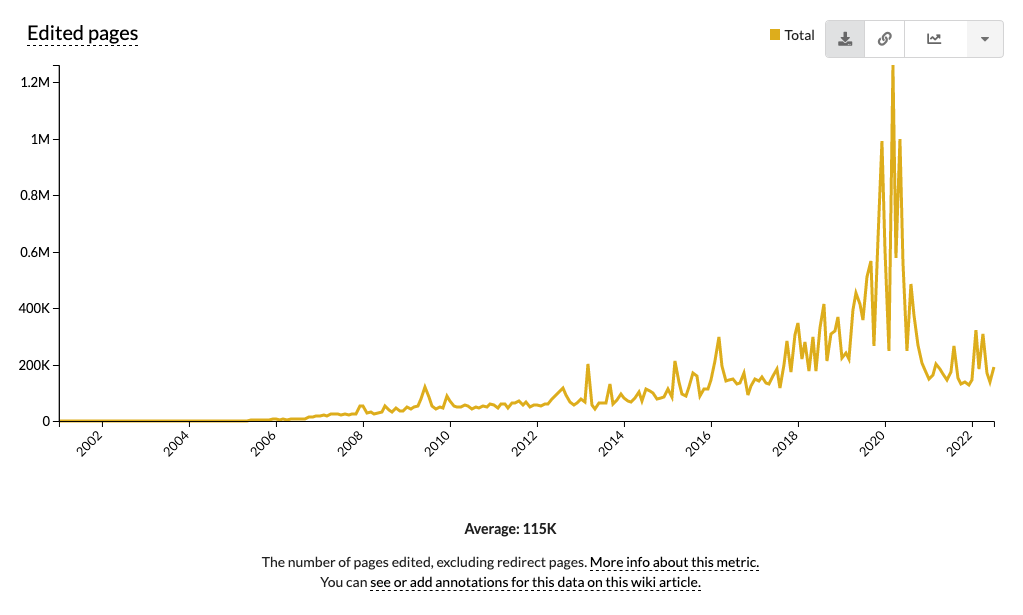 Edited pages
Total
1.2M
1M
0.8M
0.6M
400K
200K
0
2002
2004
2006
2008
2010
2012
2014
2016
2018
2020
2022
Average: 115K
The number of pages edited, excluding redirect pages. More info about this metric.
You can see or add annotations for this data on this wiki article.